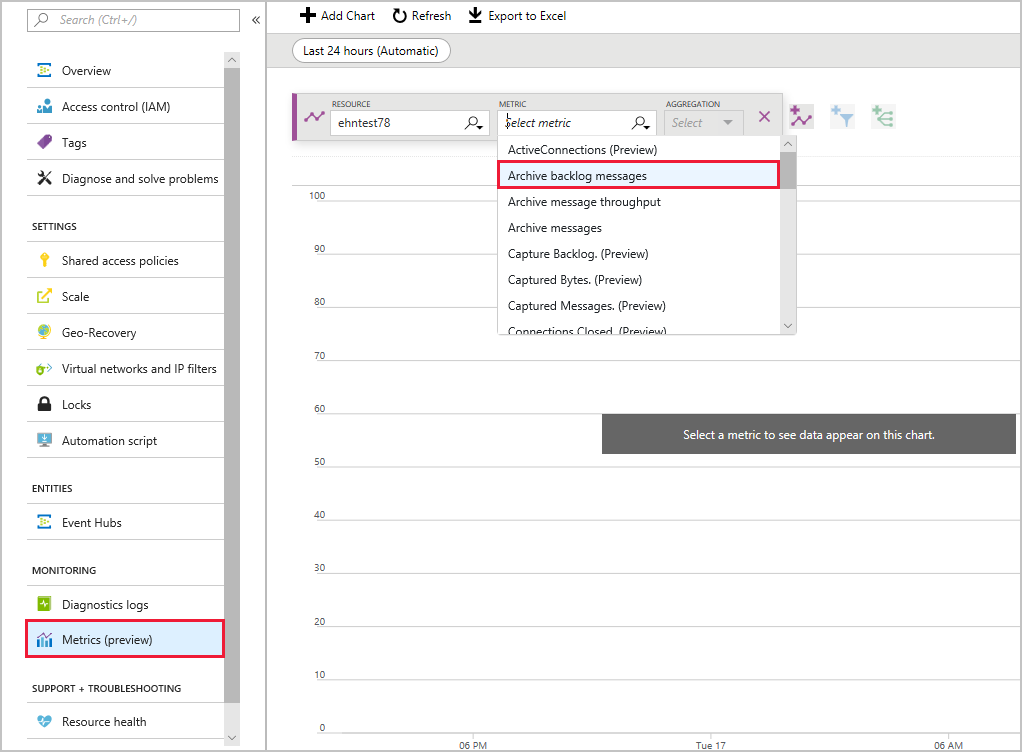 Search (Ctrl+/)
«
Overview
Access control (IAM)
Tags
Diagnose and solve problems
SETTINGS
Shared access policies
Scale
Geo-Recovery
Virtual networks and IP filters
Locks
Automation script
ENTITIES
Event Hubs
MONITORING
Diagnostics logs
Metrics (preview)
SUPPORT + TROUBLESHOOTING
Resource health
Add Chart Refresh Export to Excel
Last 24 hours (Automatic)
RESOURCE METRIC AGGREGATION
ehntest78 Select metric Select
ActiveConnections (Preview)
Archive backlog messages
Archive message throughput
Archive messages
Capture Backlog. (Preview)
Captured Bytes. (Preview)
Captured Messages. (Preview)
Connections Closed. (Preview)
100
90
80
70
60
Select a metric to see data appear on this chart.
50
40
30
20
10
0
06 PM Tue 17 06 AM